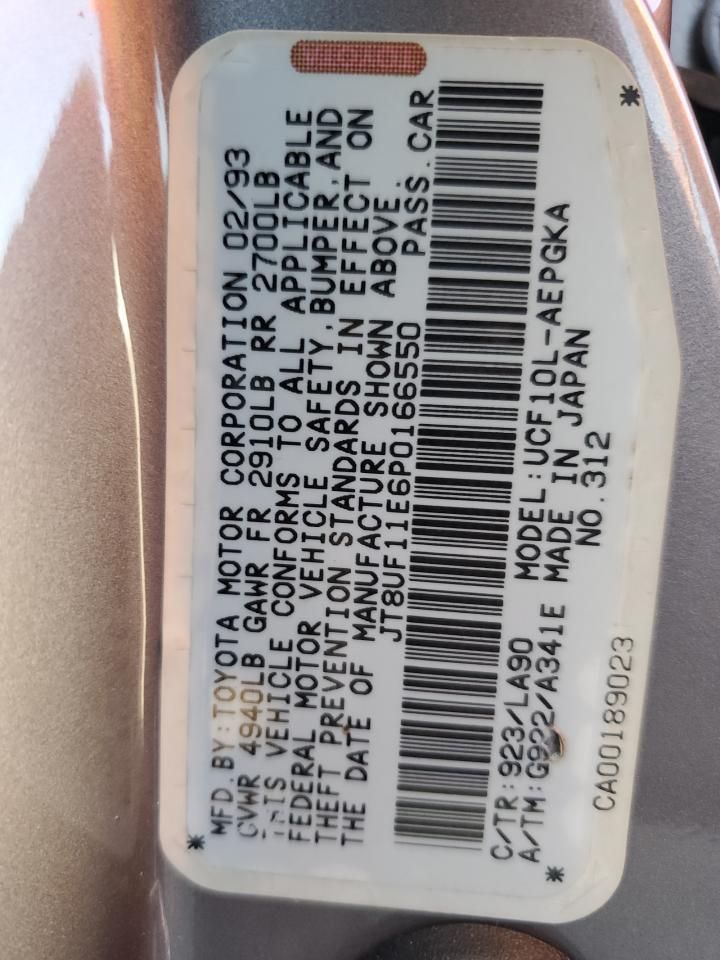 MFD.BY:TOYOTA MOTOR CORPORATION 02/93
GVWR 4940LB GAWR FR 2910LB RR 2700LB
THIS VEHICLE CONFORMS TO ALL APPLICABLE
FEDERAL MOTOR VEHICLE SAFETY,BUMPER,AND
THEFT PREVENTION STANDARDS IN EFFECT ON
THE DATE OF MANUFACTURE SHOWN ABOVE.
JT8UF11E6P0166550 PASS.CAR
C/TR:923/LA90 MODEL:UCF10L-AEPGKA
A/TM:G922/A341E MADE IN JAPAN
NO.312
CA00189023